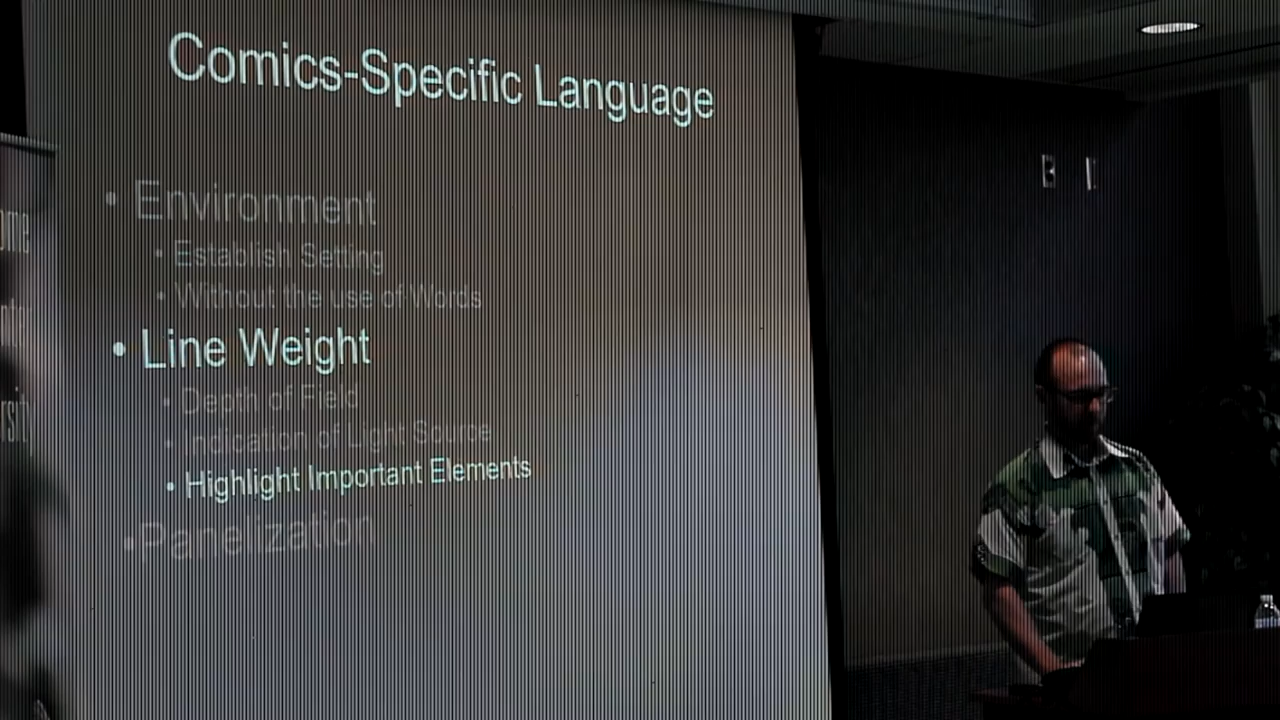 Comics-Specific Language
• Environment
• Establish Setting
• Without the use of Words
• Line Weight
• Depth of Field
• Indication of Light Source
• Highlight Important Elements
•Panelization